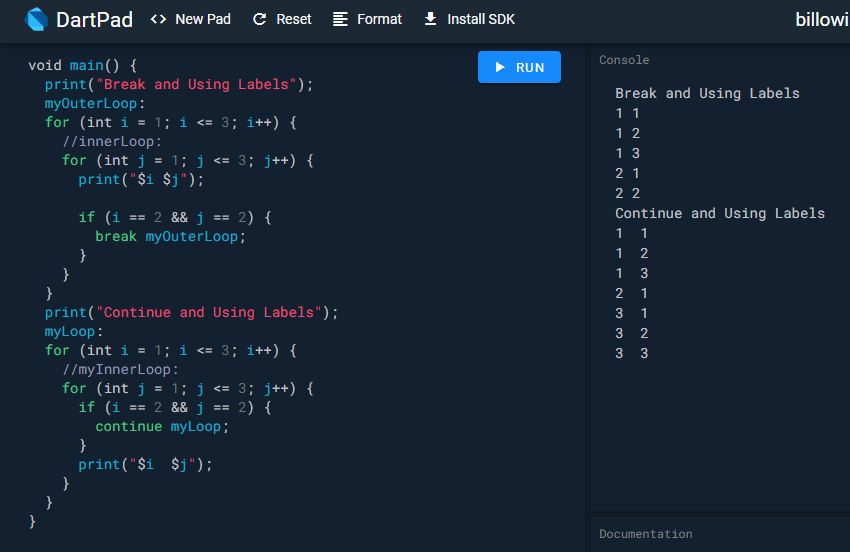 DartPad <> New Pad Reset Format Install SDK billowi
void main() {
  print("Break and Using Labels");
  myOuterLoop:
  for (int i = 1; i <= 3; i++) {
    //innerLoop:
    for (int j = 1; j <= 3; j++) {
      print("$i $j");

      if (i == 2 && j == 2) {
        break myOuterLoop;
      }
    }
  }
  print("Continue and Using Labels");
  myLoop:
  for (int i = 1; i <= 3; i++) {
    //myInnerLoop:
    for (int j = 1; j <= 3; j++) {
      if (i == 2 && j == 2) {
        continue myLoop;
      }
      print("$i  $j");
    }
  }
}
RUN
Console
Break and Using Labels
1 1
1 2
1 3
2 1
2 2
Continue and Using Labels
1  1
1  2
1  3
2  1
3  1
3  2
3  3
Documentation